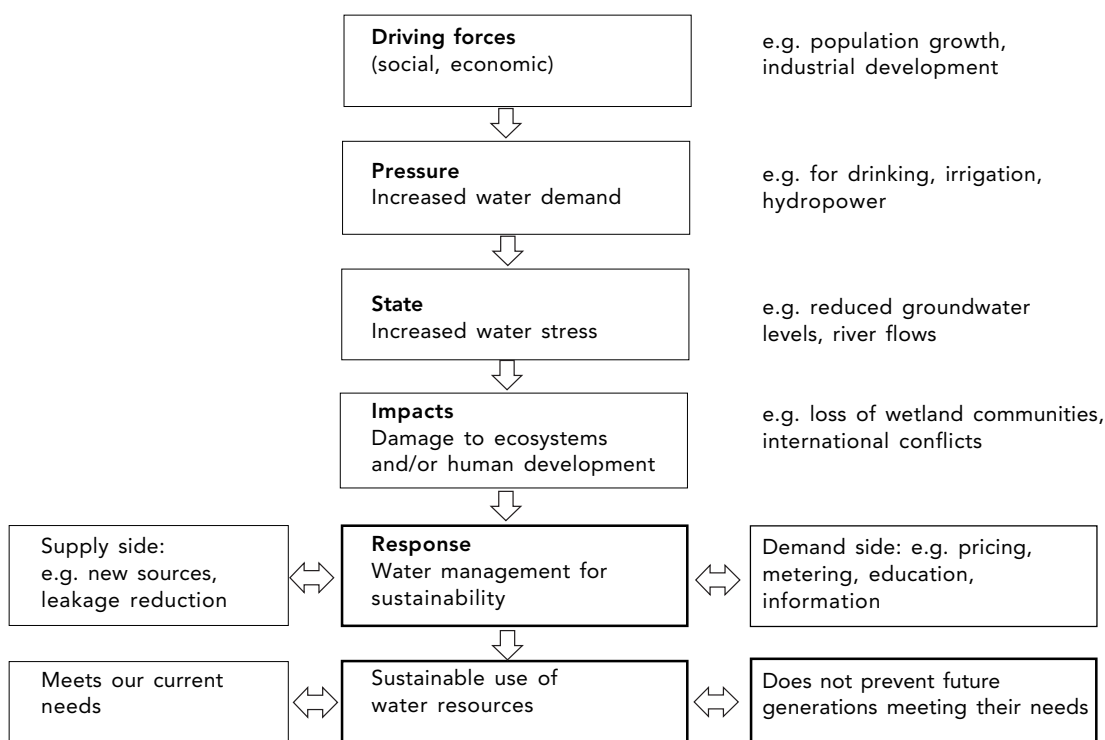 Driving forces
(social, economic)
e.g. population growth,
industrial development
Pressure
Increased water demand
e.g. for drinking, irrigation,
hydropower
State
Increased water stress
e.g. reduced groundwater
levels, river flows
Impacts
Damage to ecosystems
and/or human development
e.g. loss of wetland communities,
international conflicts
Supply side:
e.g. new sources,
leakage reduction
Response
Water management for
sustainability
Demand side: e.g. pricing,
metering, education,
information
Meets our current
needs
Sustainable use of
water resources
Does not prevent future
generations meeting their needs